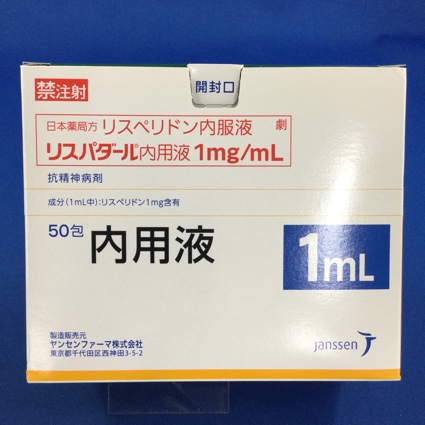 開封口
禁注射
日本薬局方 リスペリドン内服液 劇
リスパダール®内用液 1mg/mL
抗精神病剤
成分(1mL中):リスペリドン1mg含有
50包 内用液 1mL
製造販売元
ヤンセンファーマ株式会社
東京都千代田区西神田3-5-2
janssen